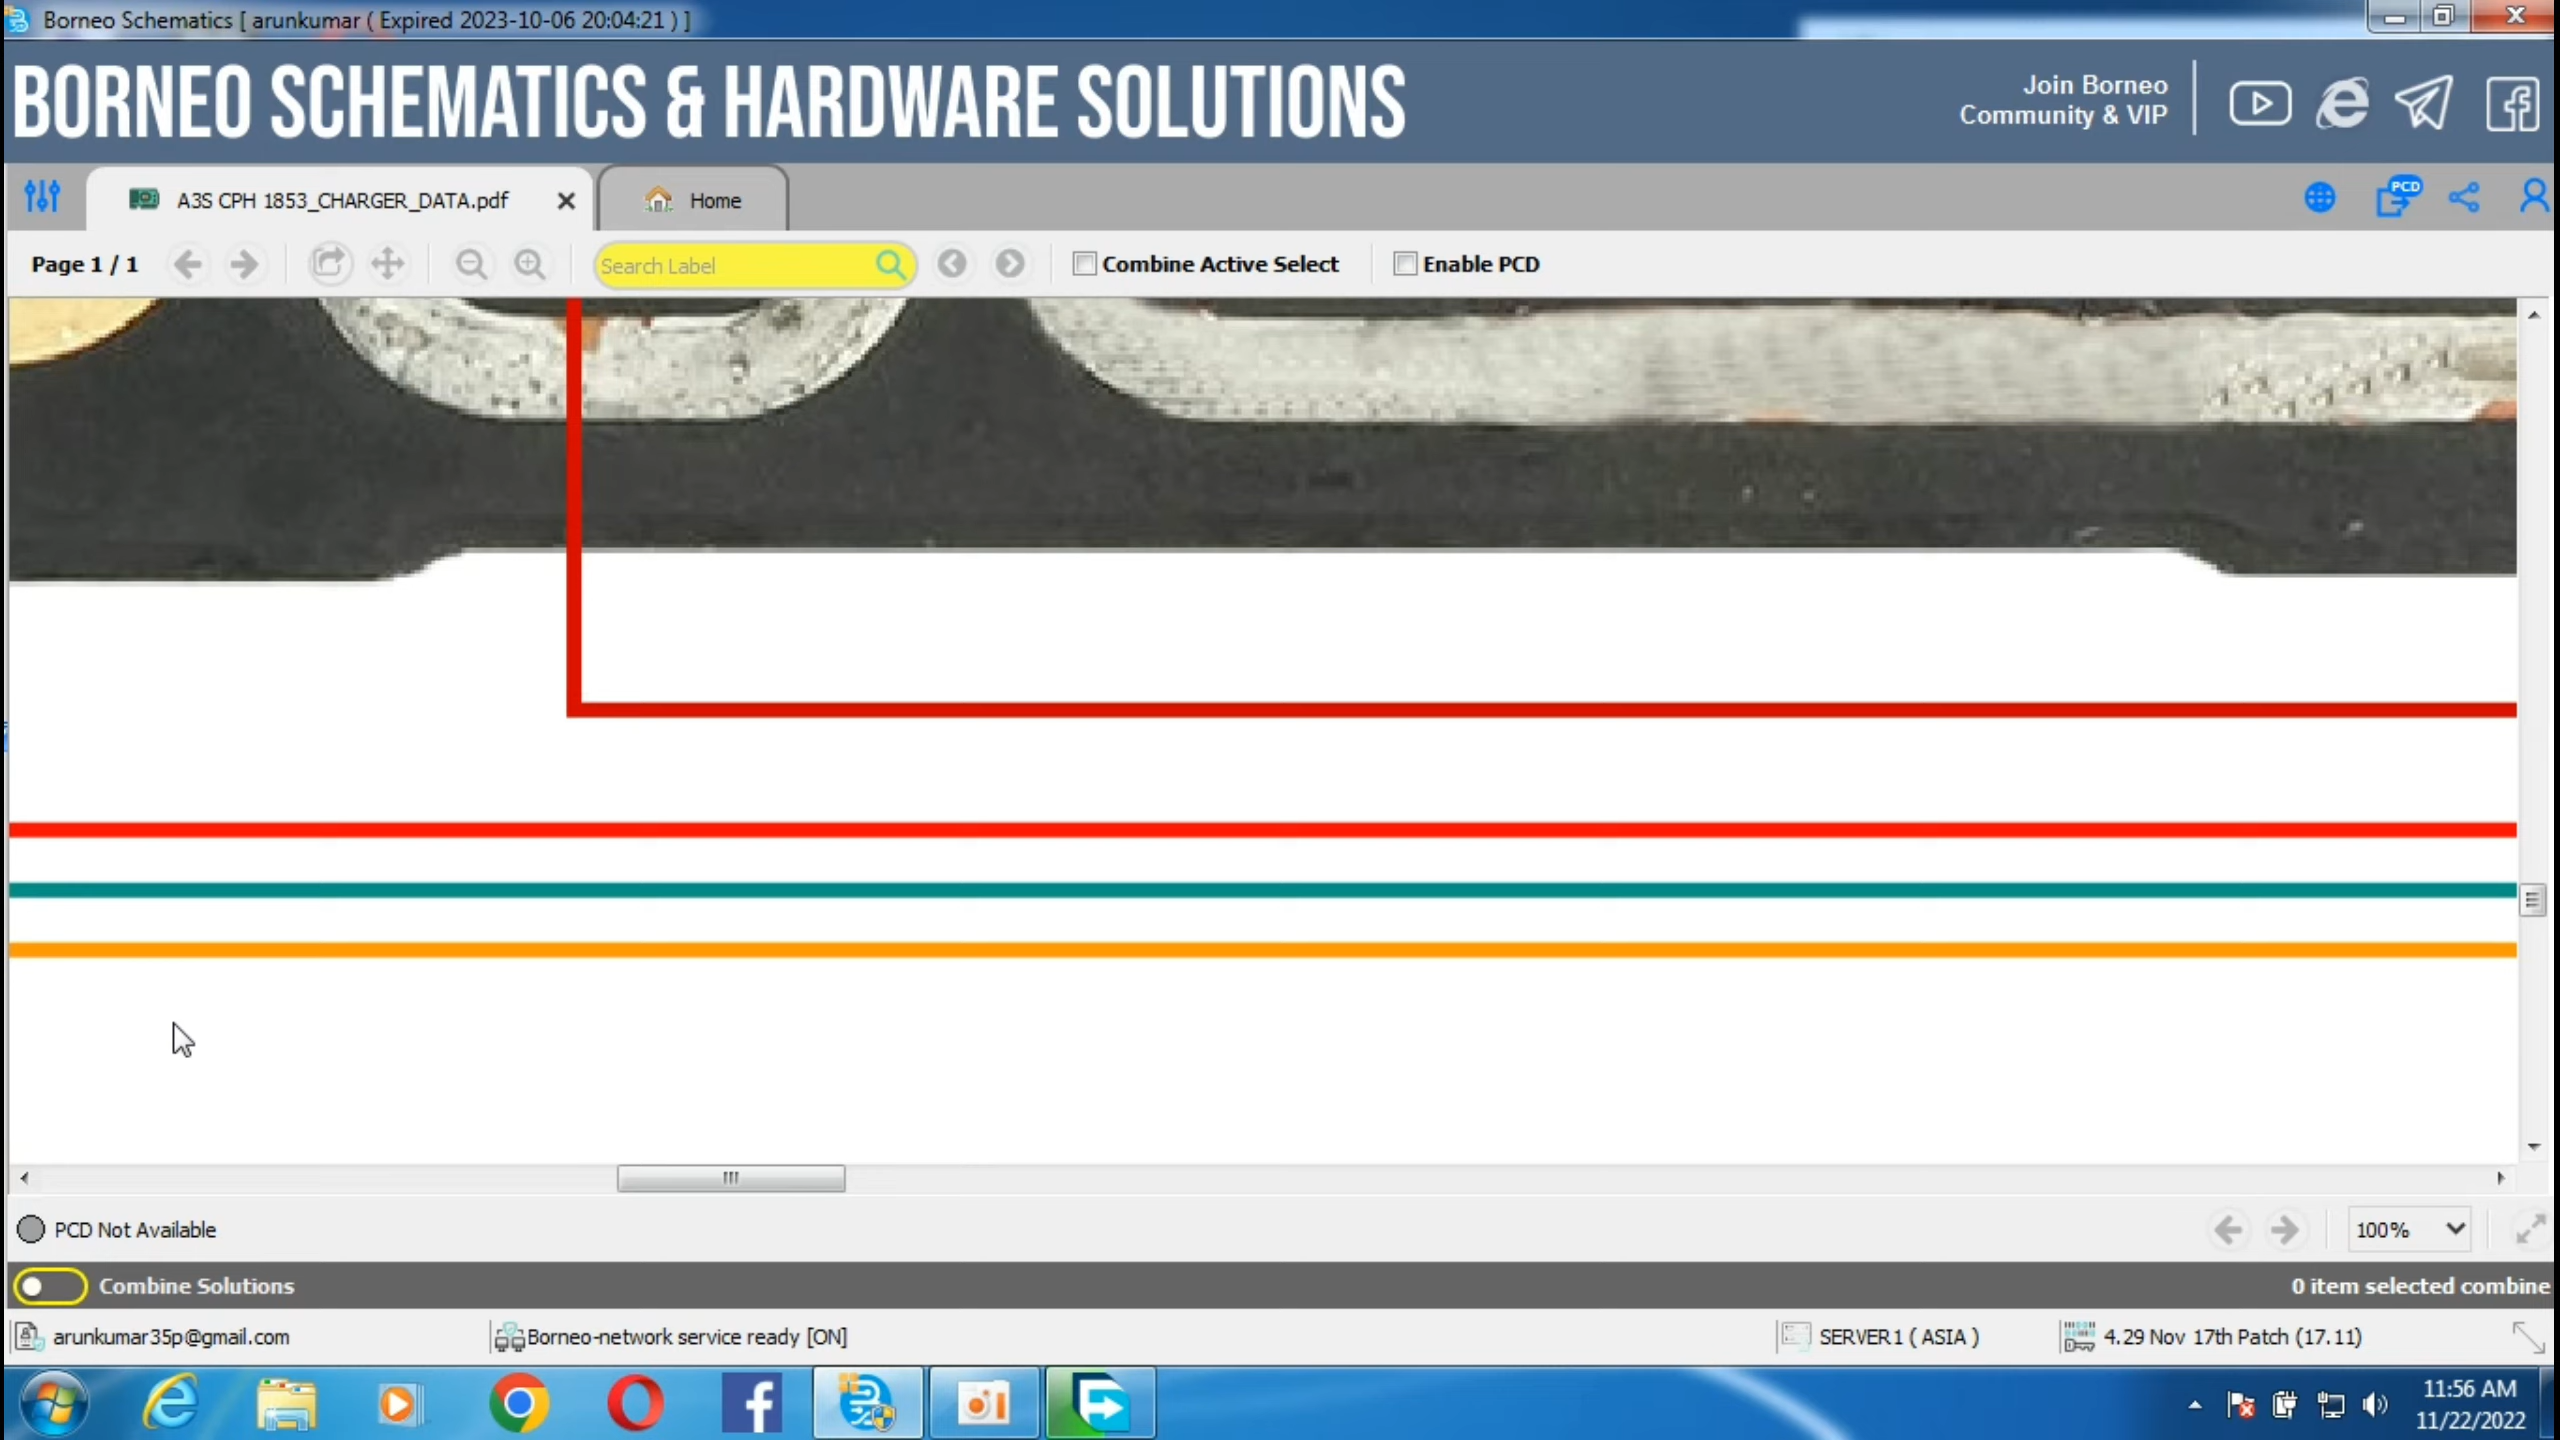 Borneo Schematics [ arunkumar ( Expired 2023-10-06 20:04:21 ) ]
BORNEO SCHEMATICS & HARDWARE SOLUTIONS
Join Borneo
Community & VIP
A3S CPH 1853_CHARGER_DATA.pdf
Home
PCD
Page 1 / 1
Search Label
Combine Active Select
Enable PCD
PCD Not Available
100%
Combine Solutions
0 item selected combine
arunkumar35p@gmail.com
Borneo-network service ready [ON]
SERVER1 ( ASIA )
4.29 Nov 17th Patch (17.11)
11:56 AM
11/22/2022